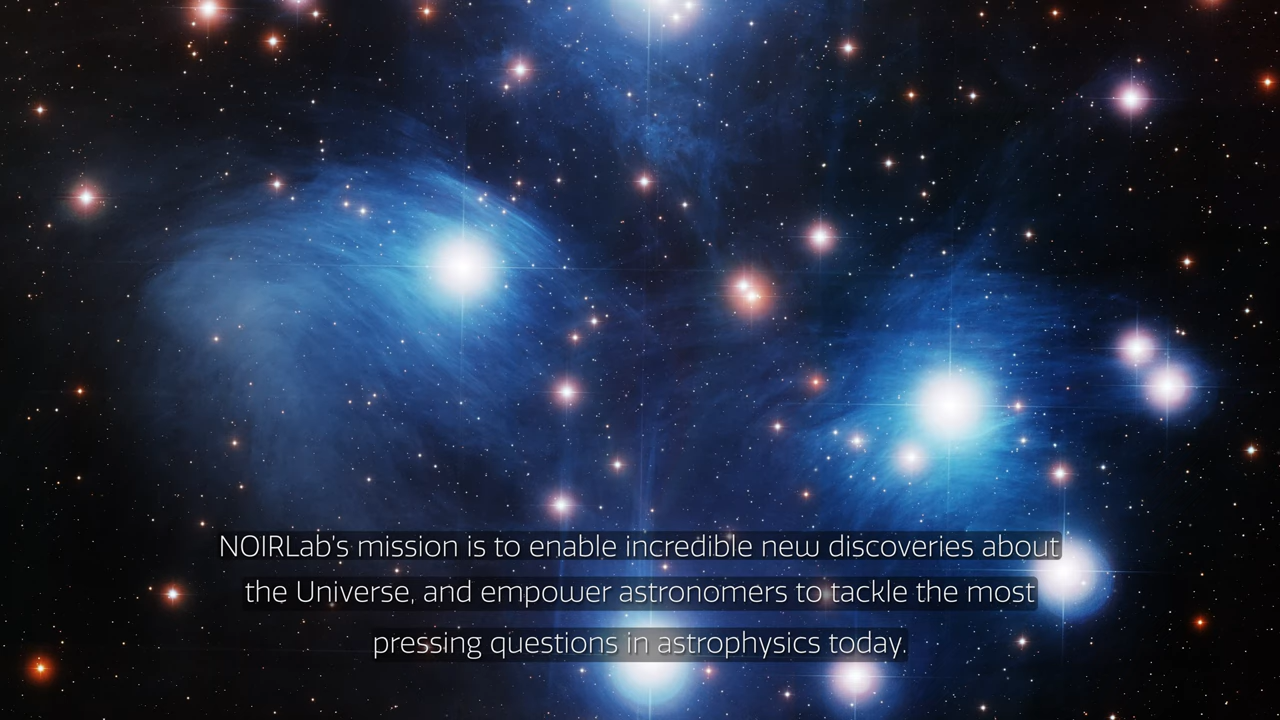 NOIRLab's mission is to enable incredible new discoveries about
the Universe, and empower astronomers to tackle the most
pressing questions in astrophysics today.